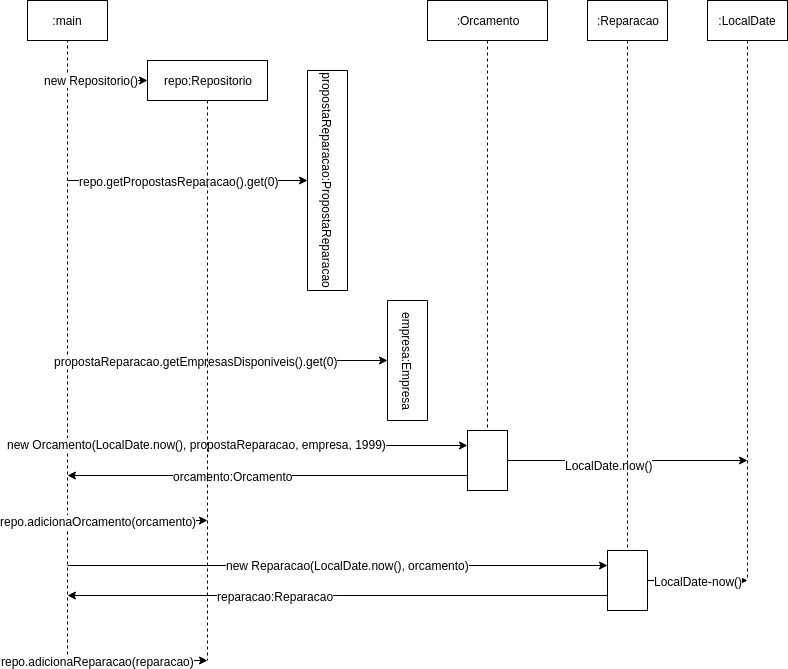 :main
:Orcamento
:Reparacao
:LocalDate
new Repositorio()
repo:Repositorio
propostaReparacao:PropostaReparacao
repo.getPropostasReparacao().get(0)
empresa:Empresa
propostaReparacao.getEmpresasDisponiveis().get(0)
new Orcamento(LocalDate.now(), propostaReparacao, empresa, 1999)
LocalDate.now()
orcamento:Orcamento
repo.adicionaOrcamento(orcamento)
new Reparacao(LocalDate.now(), orcamento)
LocalDate-now()
reparacao:Reparacao
repo.adicionaReparacao(reparacao)